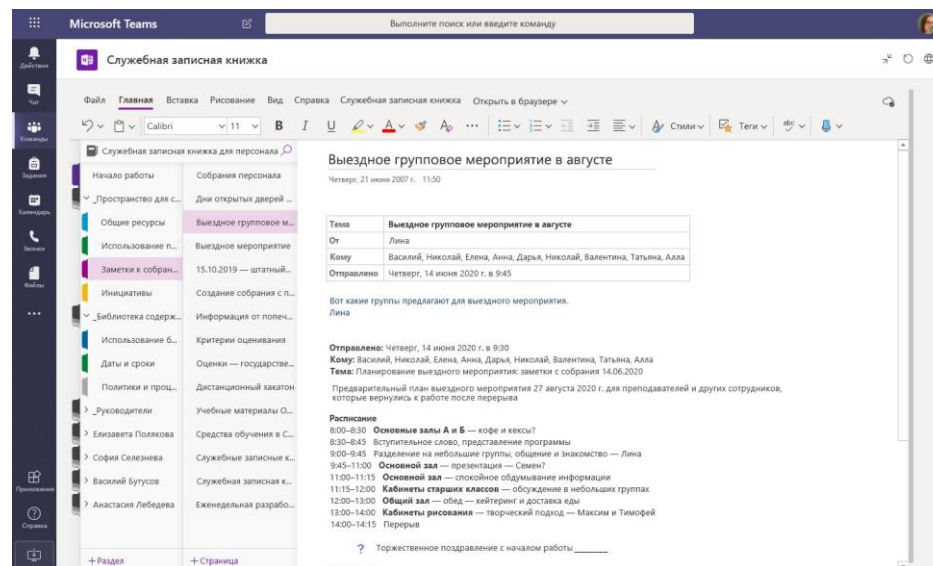 Microsoft Teams
Выполните поиск или введите команду
Действия
Чат
Команды
Задания
Календарь
Звонки
Файлы
Приложения
Справка
Служебная записная книжка
Файл Главная Вставка Рисование Вид Справка Служебная записная книжка Открыть в браузере
Calibri 11 B I U Стили Теги
Служебная записная книжка для персонала
Начало работы
_Пространство для с...
Общие ресурсы
Использование п...
Заметки к собран...
Инициативы
_Библиотека содерж...
Использование б...
Даты и сроки
Политики и проц...
_Руководители
Елизавета Полякова
София Селезнева
Василий Бутусов
Анастасия Лебедева
+Раздел
Собрания персонала
Дни открытых дверей ...
Выездное групповое м...
Выездное мероприятие
15.10.2019 — штатный...
Создание собрания с п...
Информация от попеч...
Критерии оценивания
Оценки — государстве...
Дистанционный хакатон
Учебные материалы О...
Средства обучения в С...
Служебные записные к...
Служебная записная к...
Еженедельная разрабо...
+Страница
Выездное групповое мероприятие в августе
Четверг, 21 июня 2007 г. 11:50
Тема Выездное групповое мероприятие в августе
От Лина
Кому Василий, Николай, Елена, Анна, Дарья, Николай, Валентина, Татьяна, Алла
Отправлено Четверг, 14 июня 2020 г. в 9:45
Вот какие группы предлагают для выездного мероприятия.
Лина
Отправлено: Четверг, 14 июня 2020 г. в 9:30
Кому: Василий, Николай, Елена, Анна, Дарья, Николай, Валентина, Татьяна, Алла
Тема: Планирование выездного мероприятия: заметки с собрания 14.06.2020
Предварительный план выездного мероприятия 27 августа 2020 г. для преподавателей и других сотрудников,
которые вернулись к работе после перерыва
Расписание
8:00–8:30 Основные залы А и Б — кофе и кексы?
8:30–8:45 Вступительное слово, представление программы
9:00–9:45 Разделение на небольшие группы, общение и знакомство — Лина
9:45–11:00 Основной зал — презентация — Семен?
11:00–11:15 Основной зал — спокойное обдумывание информации
11:15–12:00 Кабинеты старших классов — обсуждение в небольших группах
12:00–13:00 Общий зал — обед — кейтеринг и доставка еды
13:00–14:00 Кабинеты рисования — творческий подход — Максим и Тимофей
14:00–14:15 Перерыв
? Торжественное поздравление с началом работы ________